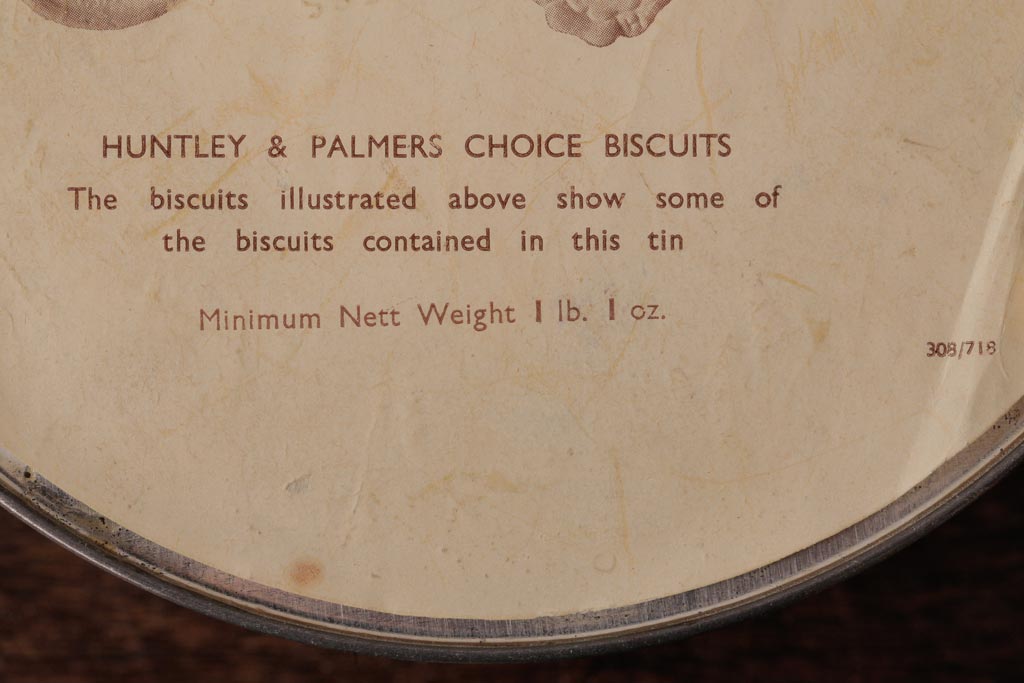 HUNTLEY & PALMERS CHOICE BISCUITS
The biscuits illustrated above show some of
the biscuits contained in this tin
Minimum Nett Weight 1 lb. 1 oz.
308/718